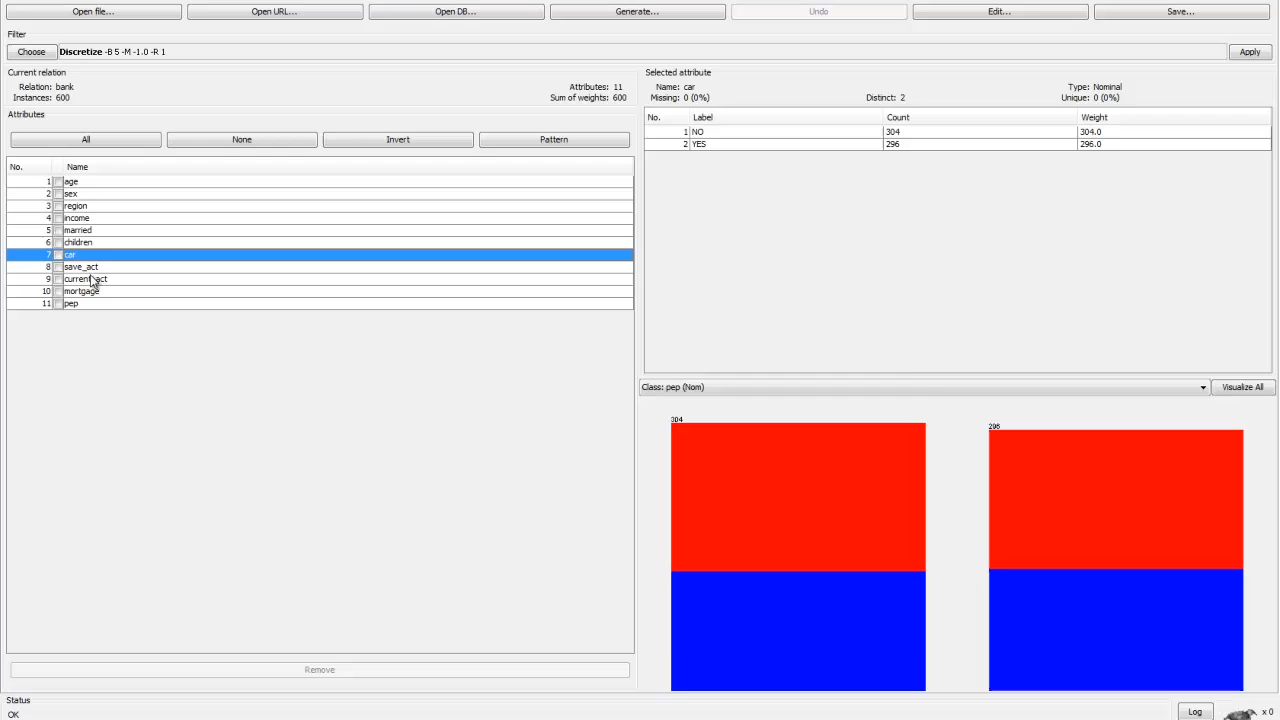 Open file... Open URL... Open DB... Generate... Undo Edit... Save...
Filter
Choose Discretize -B 5 -M -1.0 -R 1 Apply
Current relation
Relation: bank Attributes: 11
Instances: 600 Sum of weights: 600
Attributes
All None Invert Pattern
No. Name
1 age
2 sex
3 region
4 income
5 married
6 children
7 car
8 save_act
9 current_act
10 mortgage
11 pep
Remove
Selected attribute
Name: car Type: Nominal
Missing: 0 (0%) Distinct: 2 Unique: 0 (0%)
No. Label Count Weight
1 NO 304 304.0
2 YES 296 296.0
Class: pep (Nom) Visualize All
304
296
Status
OK Log x 0